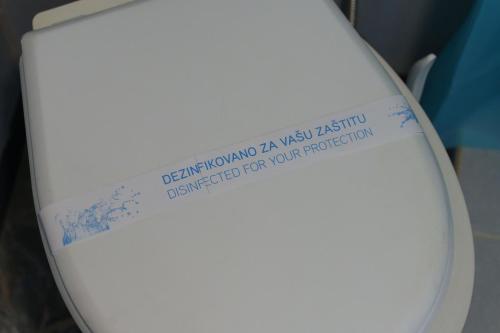 DEZINFIKOVANO ZA VAŠU ZAŠTITU
DISINFECTED FOR YOUR PROTECTION